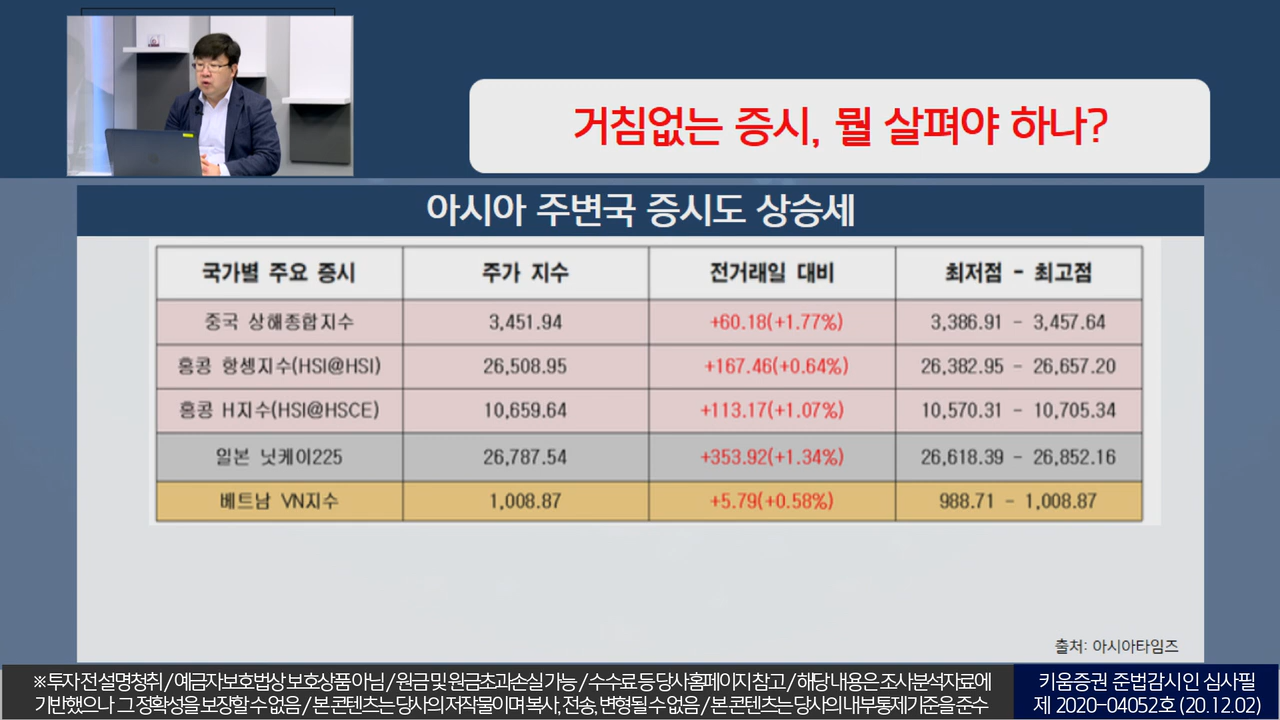 거침없는 증시, 뭘 살펴야 하나?
아시아 주변국 증시도 상승세
국가별 주요 증시 주가 지수 전거래일 대비 최저점 - 최고점
중국 상해종합지수 3,451.94 +60.18(+1.77%) 3,386.91 - 3,457.64
홍콩 항셍지수(HSI@HSI) 26,508.95 +167.46(+0.64%) 26,382.95 - 26,657.20
홍콩 H지수(HSI@HSCE) 10,659.64 +113.17(+1.07%) 10,570.31 - 10,705.34
일본 닛케이225 26,787.54 +353.92(+1.34%) 26,618.39 - 26,852.16
베트남 VN지수 1,008.87 +5.79(+0.58%) 988.71 - 1,008.87
출처: 아시아타임즈
※ 투자 전 설명청취 / 예금자보호법상 보호상품 아님 / 원금 및 원금초과손실 가능 / 수수료 등 당사홈페이지 참고 / 해당 내용은 조사분석자료에
기반했으나 그 정확성을 보장할 수 없음 / 본 콘텐츠는 당사의 저작물이며 복사, 전송, 변형될 수 없음 / 본 콘텐츠는 당사의 내부통제기준을 준수
키움증권 준법감시인 심사필
제 2020-04052호 (20.12.02)